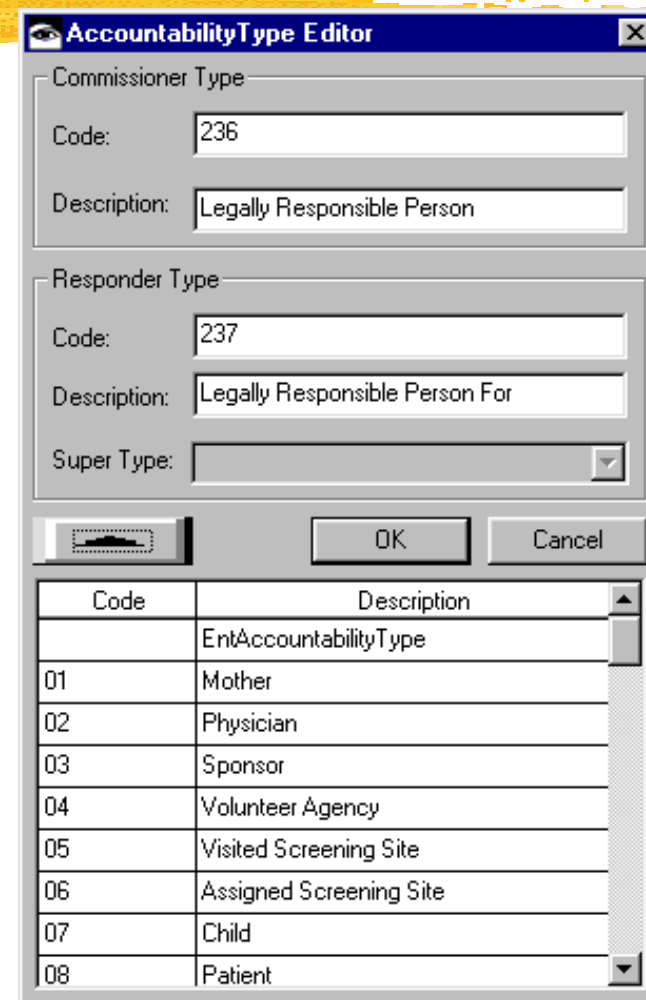 AccountabilityType Editor
Commissioner Type
Code: 236
Description: Legally Responsible Person
Responder Type
Code: 237
Description: Legally Responsible Person For
Super Type:
OK Cancel
Code Description
EntAccountabilityType
01 Mother
02 Physician
03 Sponsor
04 Volunteer Agency
05 Visited Screening Site
06 Assigned Screening Site
07 Child
08 Patient